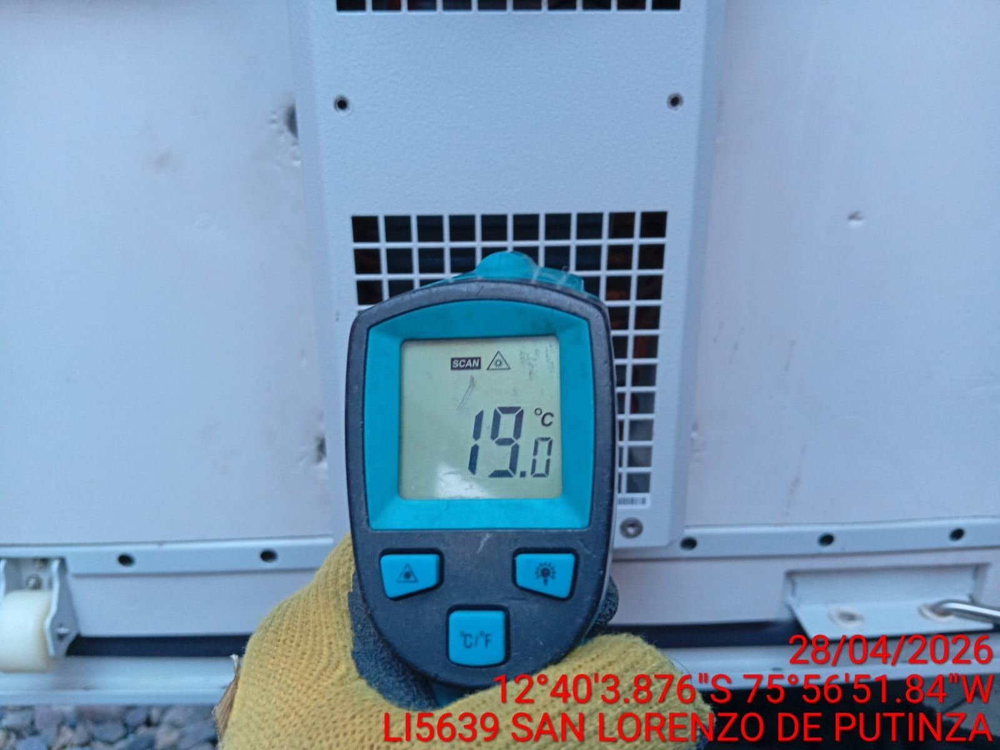 SCAN
°C
19.0
°C/°F
28/04/2026
12°40'3.876"S 75°56'51.84"W
LI5639 SAN LORENZO DE PUTINZA